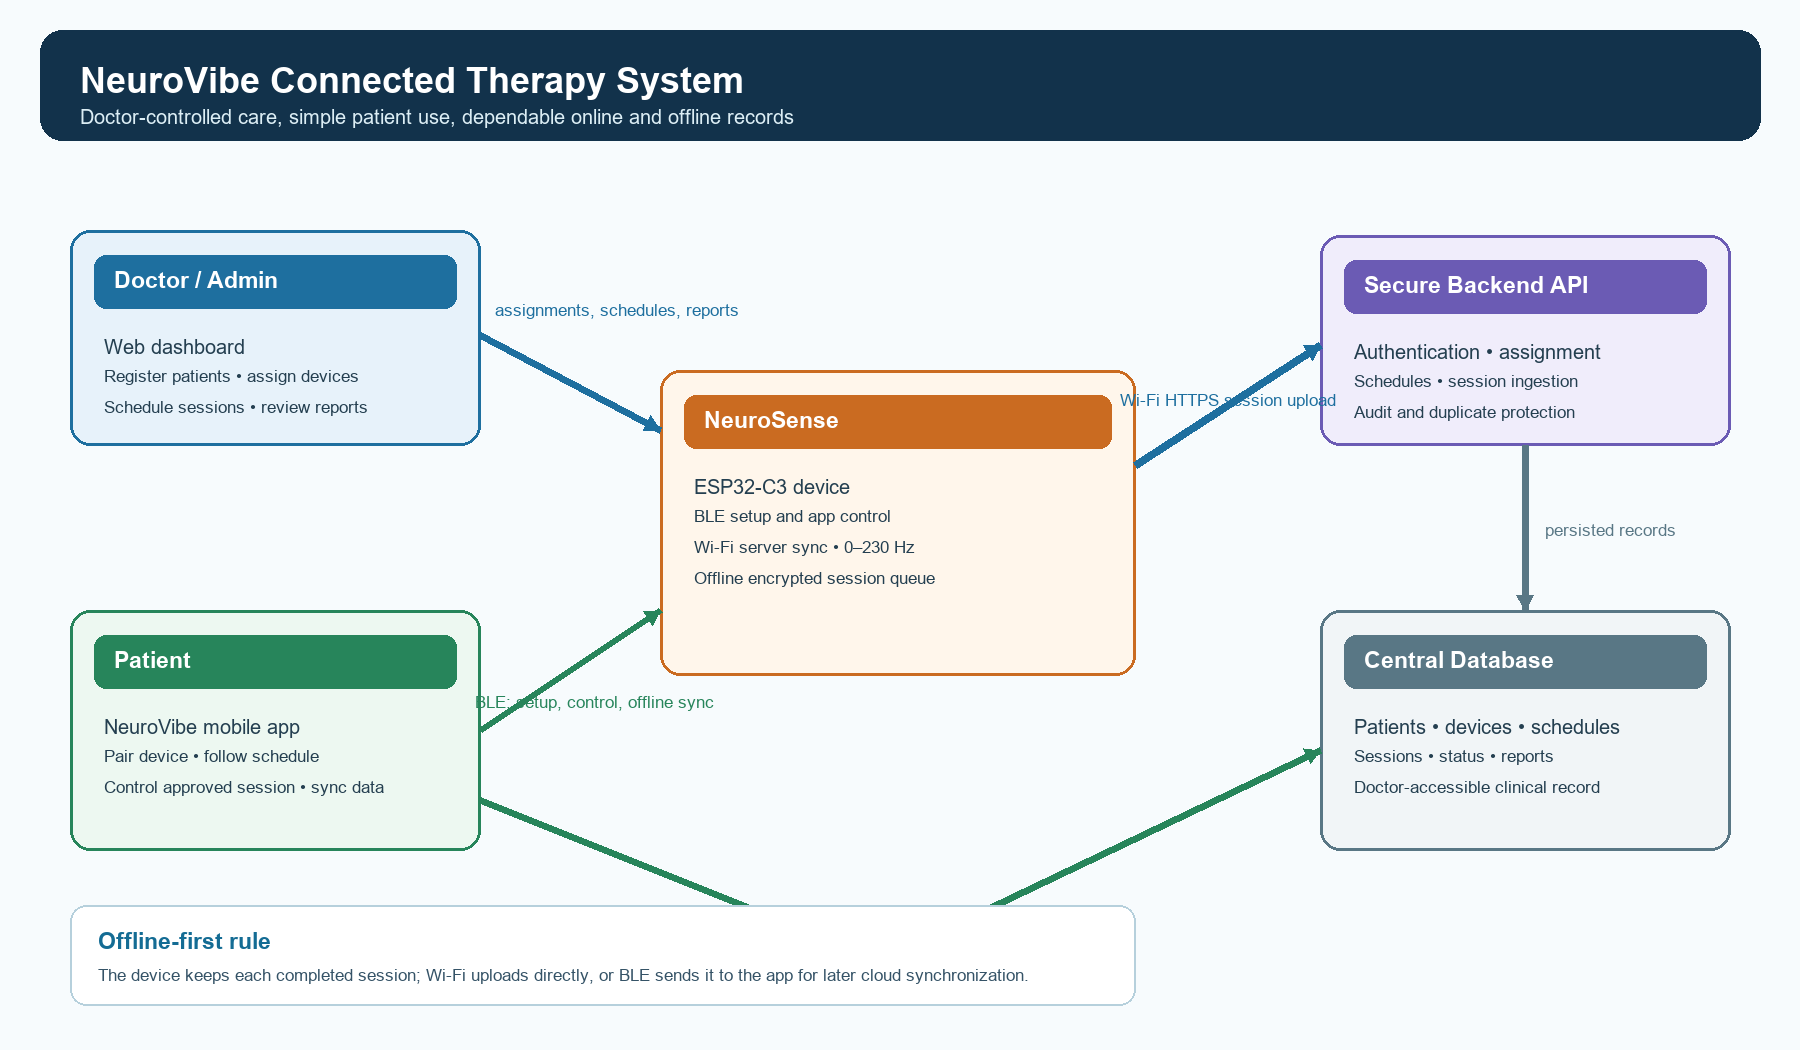 NeuroVibe Connected Therapy System
Doctor-controlled care, simple patient use, dependable online and offline records
Doctor / Admin
Web dashboard
Register patients • assign devices
Schedule sessions • review reports
assignments, schedules, reports
NeuroSense
ESP32-C3 device
BLE setup and app control
Wi-Fi server sync • 0–230 Hz
Offline encrypted session queue
Wi-Fi HTTPS session upload
Secure Backend API
Authentication • assignment
Schedules • session ingestion
Audit and duplicate protection
persisted records
Patient
NeuroVibe mobile app
Pair device • follow schedule
Control approved session • sync data
BLE: setup, control, offline sync
Central Database
Patients • devices • schedules
Sessions • status • reports
Doctor-accessible clinical record
Offline-first rule
The device keeps each completed session; Wi-Fi uploads directly, or BLE sends it to the app for later cloud synchronization.